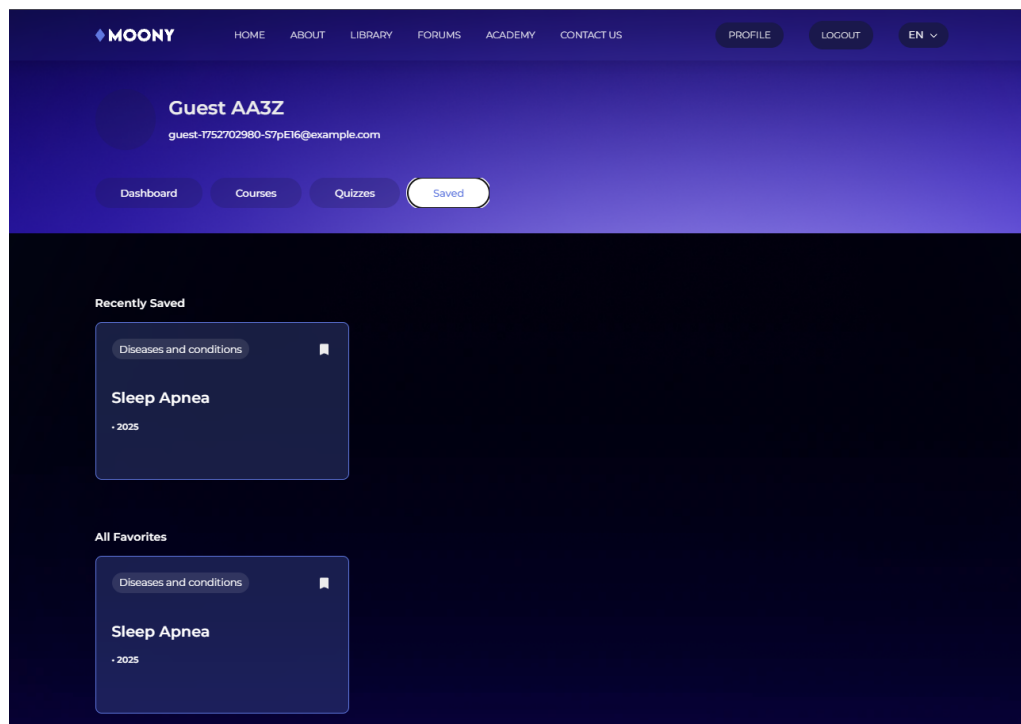 MOONY
HOME ABOUT LIBRARY FORUMS ACADEMY CONTACT US PROFILE LOGOUT EN
Guest AA3Z
guest-1752702980-S7pE16@example.com
Dashboard Courses Quizzes Saved
Recently Saved
Diseases and conditions
Sleep Apnea
• 2025
All Favorites
Diseases and conditions
Sleep Apnea
• 2025